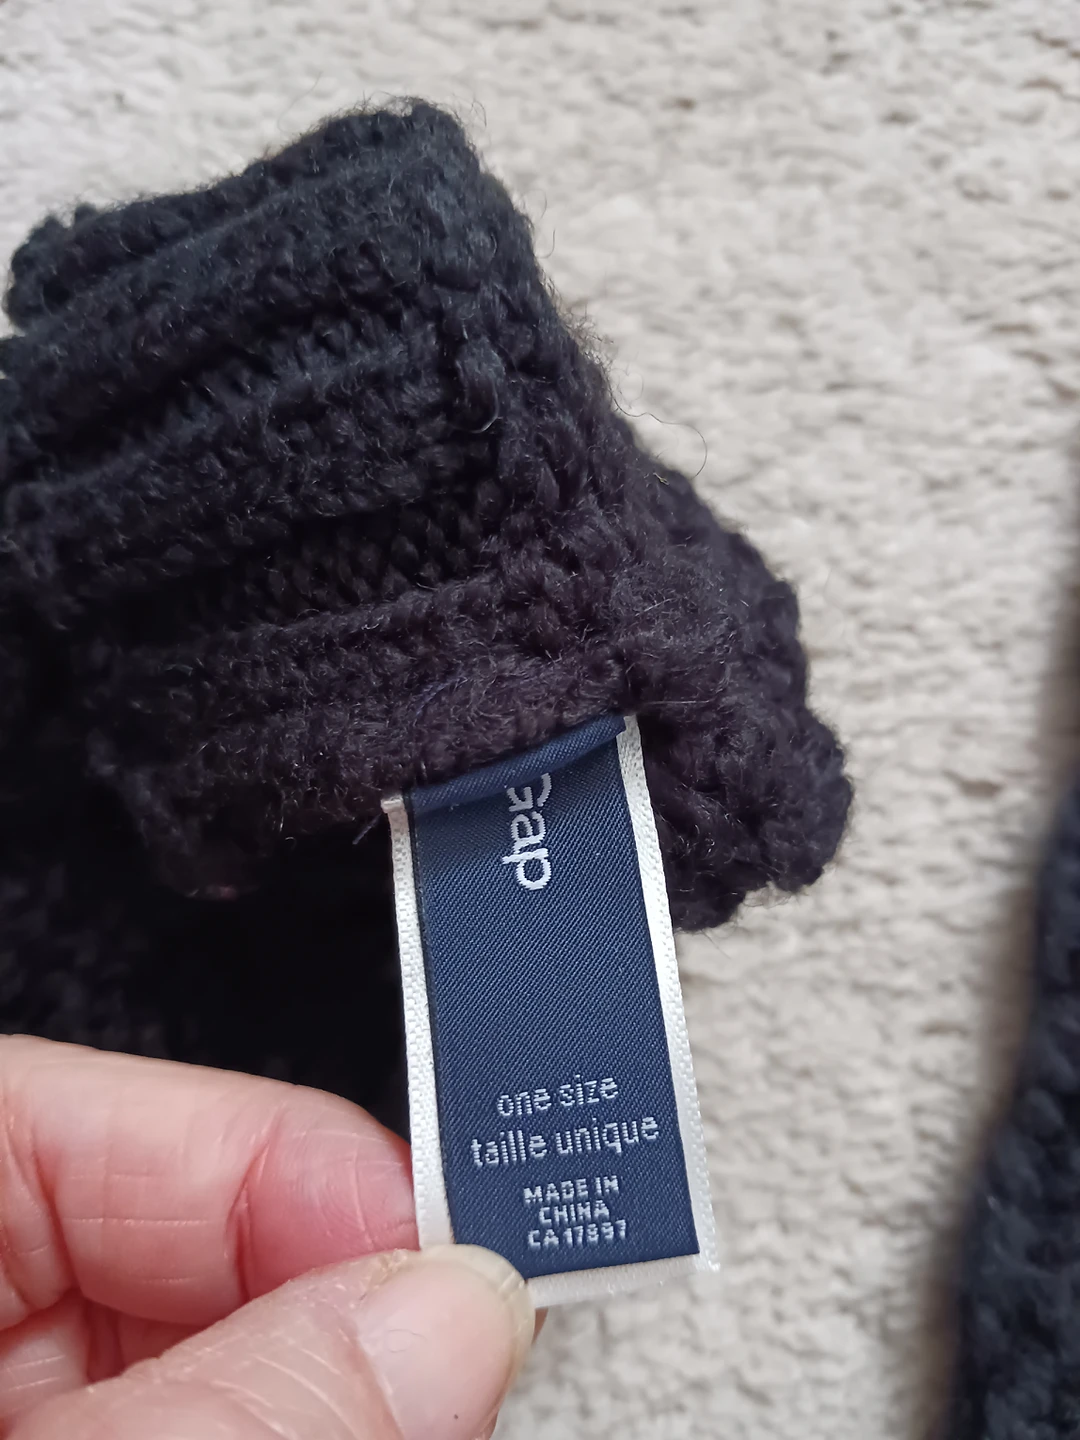 Gap
one size
taille unique
MADE IN
CHINA
CA17897